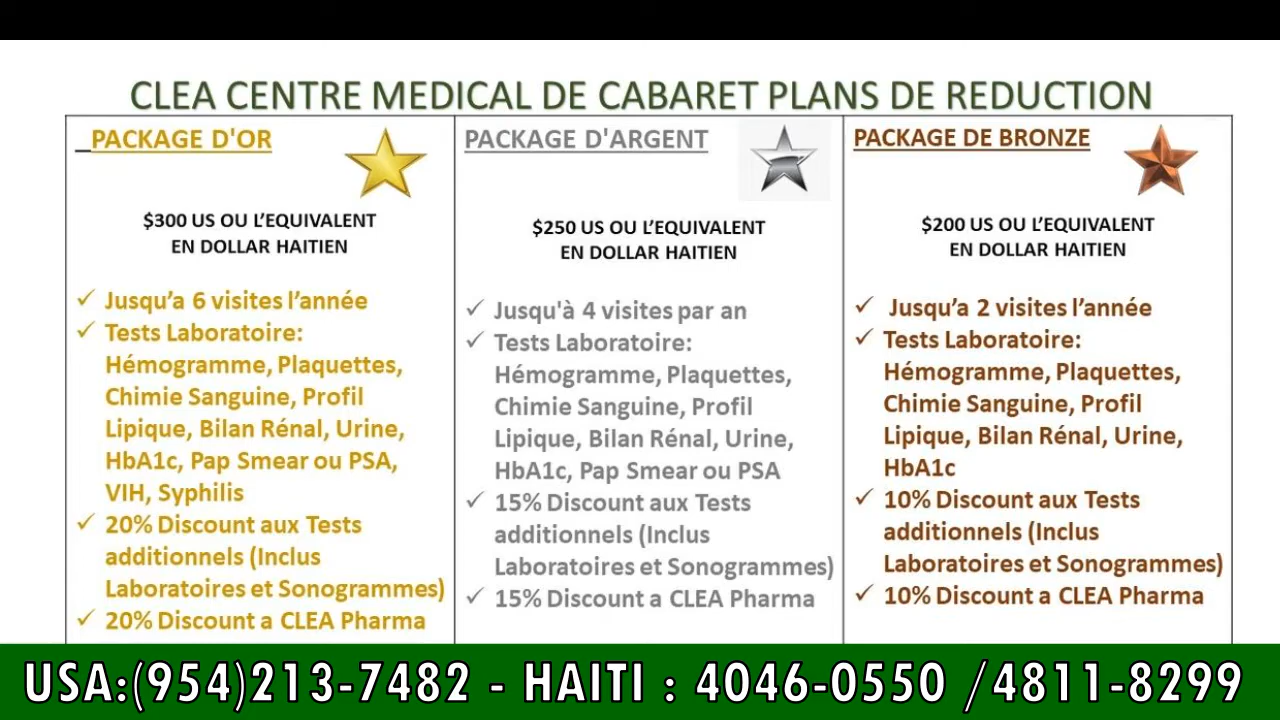 CLEA CENTRE MEDICAL DE CABARET PLANS DE REDUCTION
PACKAGE D'OR
$300 US OU L’EQUIVALENT
EN DOLLAR HAITIEN
✓ Jusqu’a 6 visites l’année
✓ Tests Laboratoire:
Hémogramme, Plaquettes,
Chimie Sanguine, Profil
Lipique, Bilan Rénal, Urine,
HbA1c, Pap Smear ou PSA,
VIH, Syphilis
✓ 20% Discount aux Tests
additionnels (Inclus
Laboratoires et Sonogrammes)
✓ 20% Discount a CLEA Pharma
PACKAGE D'ARGENT
$250 US OU L’EQUIVALENT
EN DOLLAR HAITIEN
✓ Jusqu'à 4 visites par an
✓ Tests Laboratoire:
Hémogramme, Plaquettes,
Chimie Sanguine, Profil
Lipique, Bilan Rénal, Urine,
HbA1c, Pap Smear ou PSA
✓ 15% Discount aux Tests
additionnels (Inclus
Laboratoires et Sonogrammes)
✓ 15% Discount a CLEA Pharma
PACKAGE DE BRONZE
$200 US OU L’EQUIVALENT
EN DOLLAR HAITIEN
✓ Jusqu’a 2 visites l’année
✓ Tests Laboratoire:
Hémogramme, Plaquettes,
Chimie Sanguine, Profil
Lipique, Bilan Rénal, Urine,
HbA1c
✓ 10% Discount aux Tests
additionnels (Inclus
Laboratoires et Sonogrammes)
✓ 10% Discount a CLEA Pharma
USA:(954)213-7482 - HAITI : 4046-0550 /4811-8299